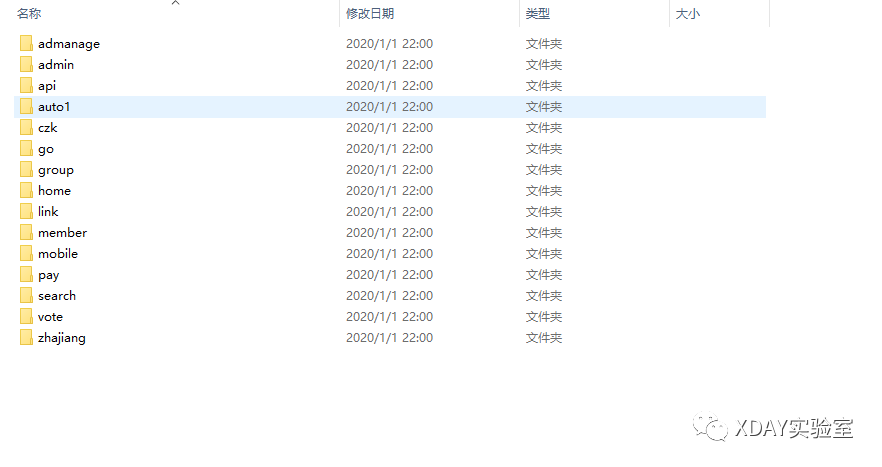 名称 修改日期 类型 大小
admanage 2020/1/1 22:00 文件夹
admin 2020/1/1 22:00 文件夹
api 2020/1/1 22:00 文件夹
auto1 2020/1/1 22:00 文件夹
czk 2020/1/1 22:00 文件夹
go 2020/1/1 22:00 文件夹
group 2020/1/1 22:00 文件夹
home 2020/1/1 22:00 文件夹
link 2020/1/1 22:00 文件夹
member 2020/1/1 22:00 文件夹
mobile 2020/1/1 22:00 文件夹
pay 2020/1/1 22:00 文件夹
search 2020/1/1 22:00 文件夹
vote 2020/1/1 22:00 文件夹
zhajiang 2020/1/1 22:00 文件夹
XDAY实验室